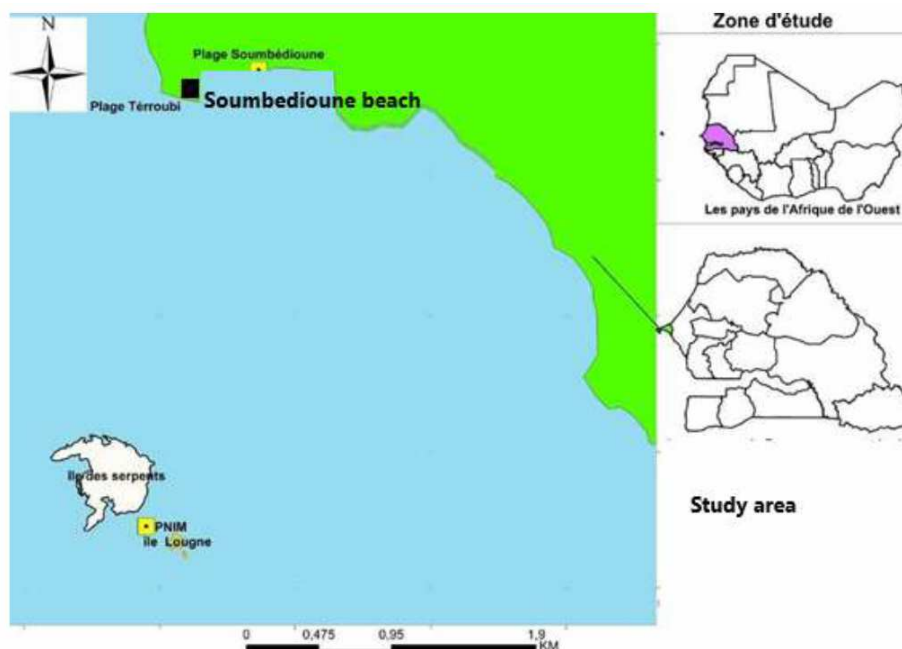 N
Zone d'étude
Plage Soumbédioune
Plage Térroubi
Soumbedioune beach
Les pays de l'Afrique de l'Ouest
île des serpents
PNIM
île Lougne
Study area
0 0,475 0,95 1,9
KM